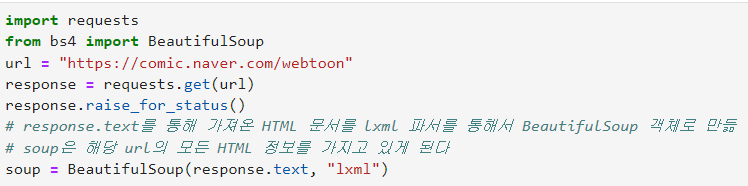 import requests
from bs4 import BeautifulSoup
url = "https://comic.naver.com/webtoon"
response = requests.get(url)
response.raise_for_status()
# response.text를 통해 가져온 HTML 문서를 lxml 파서를 통해서 BeautifulSoup 객체로 만듦
# soup은 해당 url의 모든 HTML 정보를 가지고 있게 된다
soup = BeautifulSoup(response.text, "lxml")